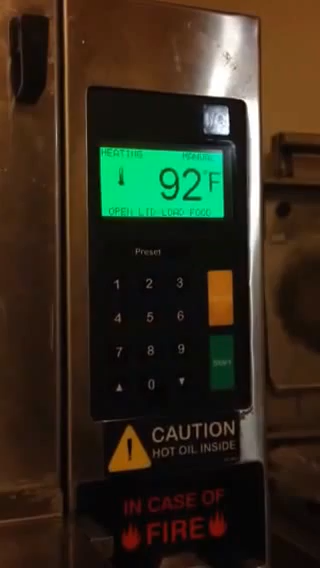 HEATING MANUAL
92°F
OPEN LID LOAD FOOD
Preset
1 2 3
4 5 6
7 8 9
▲ 0 ▼
START
CAUTION
HOT OIL INSIDE
IN CASE OF
FIRE